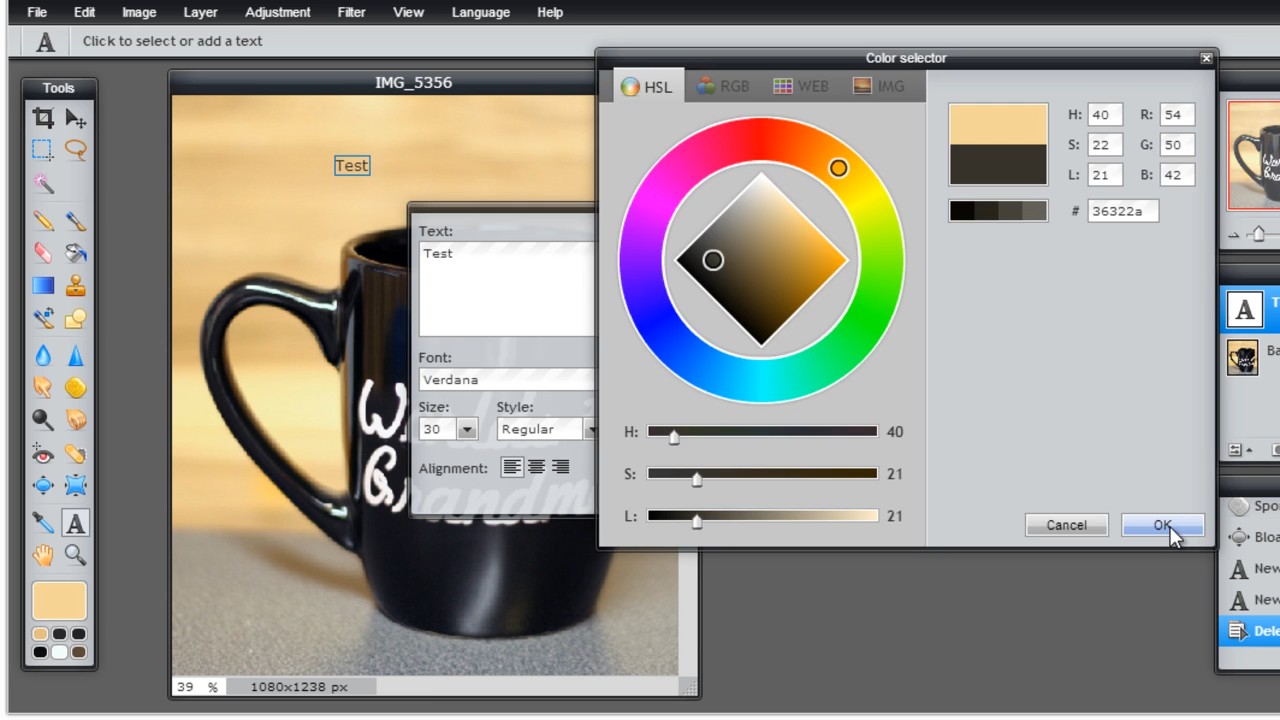 File Edit Image Layer Adjustment Filter View Language Help
A Click to select or add a text
Tools
IMG_5356
Test
Text:
Test
Font:
Verdana
Size: Style:
30 Regular
Alignment:
39 % 1080x1238 px
Color selector
HSL RGB WEB IMG
H: 40 R: 54
S: 22 G: 50
L: 21 B: 42
# 36322a
H: 40
S: 21
L: 21
Cancel OK
A
A New
A New